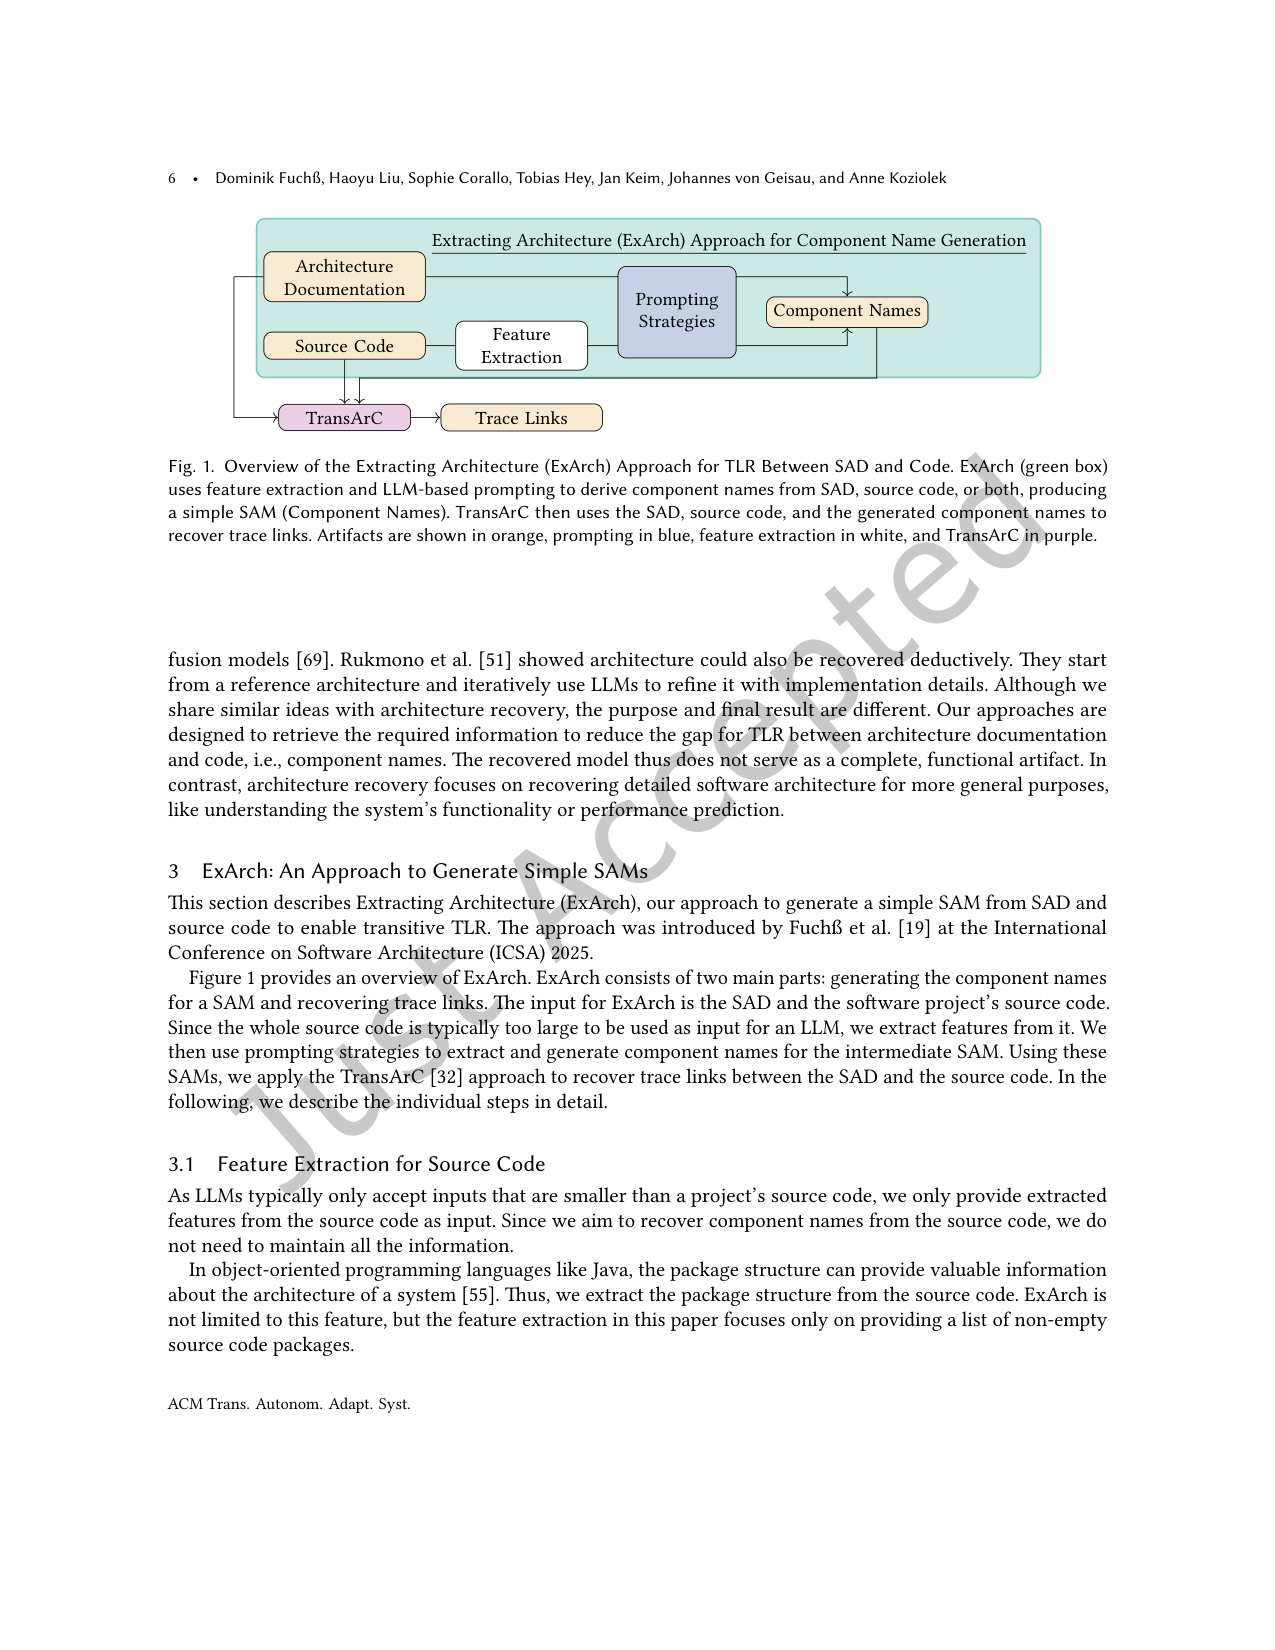 6 • Dominik Fuchß, Haoyu Liu, Sophie Corallo, Tobias Hey, Jan Keim, Johannes von Geisau, and Anne Koziolek
Extracting Architecture (ExArch) Approach for Component Name Generation
Architecture
Documentation
Prompting
Strategies
Component Names
Source Code
Feature
Extraction
TransArC
Trace Links
Fig. 1. Overview of the Extracting Architecture (ExArch) Approach for TLR Between SAD and Code. ExArch (green box)
uses feature extraction and LLM-based prompting to derive component names from SAD, source code, or both, producing
a simple SAM (Component Names). TransArC then uses the SAD, source code, and the generated component names to
recover trace links. Artifacts are shown in orange, prompting in blue, feature extraction in white, and TransArC in purple.
fusion models [69]. Rukmono et al. [51] showed architecture could also be recovered deductively. They start
from a reference architecture and iteratively use LLMs to refine it with implementation details. Although we
share similar ideas with architecture recovery, the purpose and final result are different. Our approaches are
designed to retrieve the required information to reduce the gap for TLR between architecture documentation
and code, i.e., component names. The recovered model thus does not serve as a complete, functional artifact. In
contrast, architecture recovery focuses on recovering detailed software architecture for more general purposes,
like understanding the system's functionality or performance prediction.
3 ExArch: An Approach to Generate Simple SAMs
This section describes Extracting Architecture (ExArch), our approach to generate a simple SAM from SAD and
source code to enable transitive TLR. The approach was introduced by Fuchß et al. [19] at the International
Conference on Software Architecture (ICSA) 2025.
Figure 1 provides an overview of ExArch. ExArch consists of two main parts: generating the component names
for a SAM and recovering trace links. The input for ExArch is the SAD and the software project's source code.
Since the whole source code is typically too large to be used as input for an LLM, we extract features from it. We
then use prompting strategies to extract and generate component names for the intermediate SAM. Using these
SAMs, we apply the TransArC [32] approach to recover trace links between the SAD and the source code. In the
following, we describe the individual steps in detail.
3.1 Feature Extraction for Source Code
As LLMs typically only accept inputs that are smaller than a project's source code, we only provide extracted
features from the source code as input. Since we aim to recover component names from the source code, we do
not need to maintain all the information.
In object-oriented programming languages like Java, the package structure can provide valuable information
about the architecture of a system [55]. Thus, we extract the package structure from the source code. ExArch is
not limited to this feature, but the feature extraction in this paper focuses only on providing a list of non-empty
source code packages.
ACM Trans. Autonom. Adapt. Syst.
Just Accepted